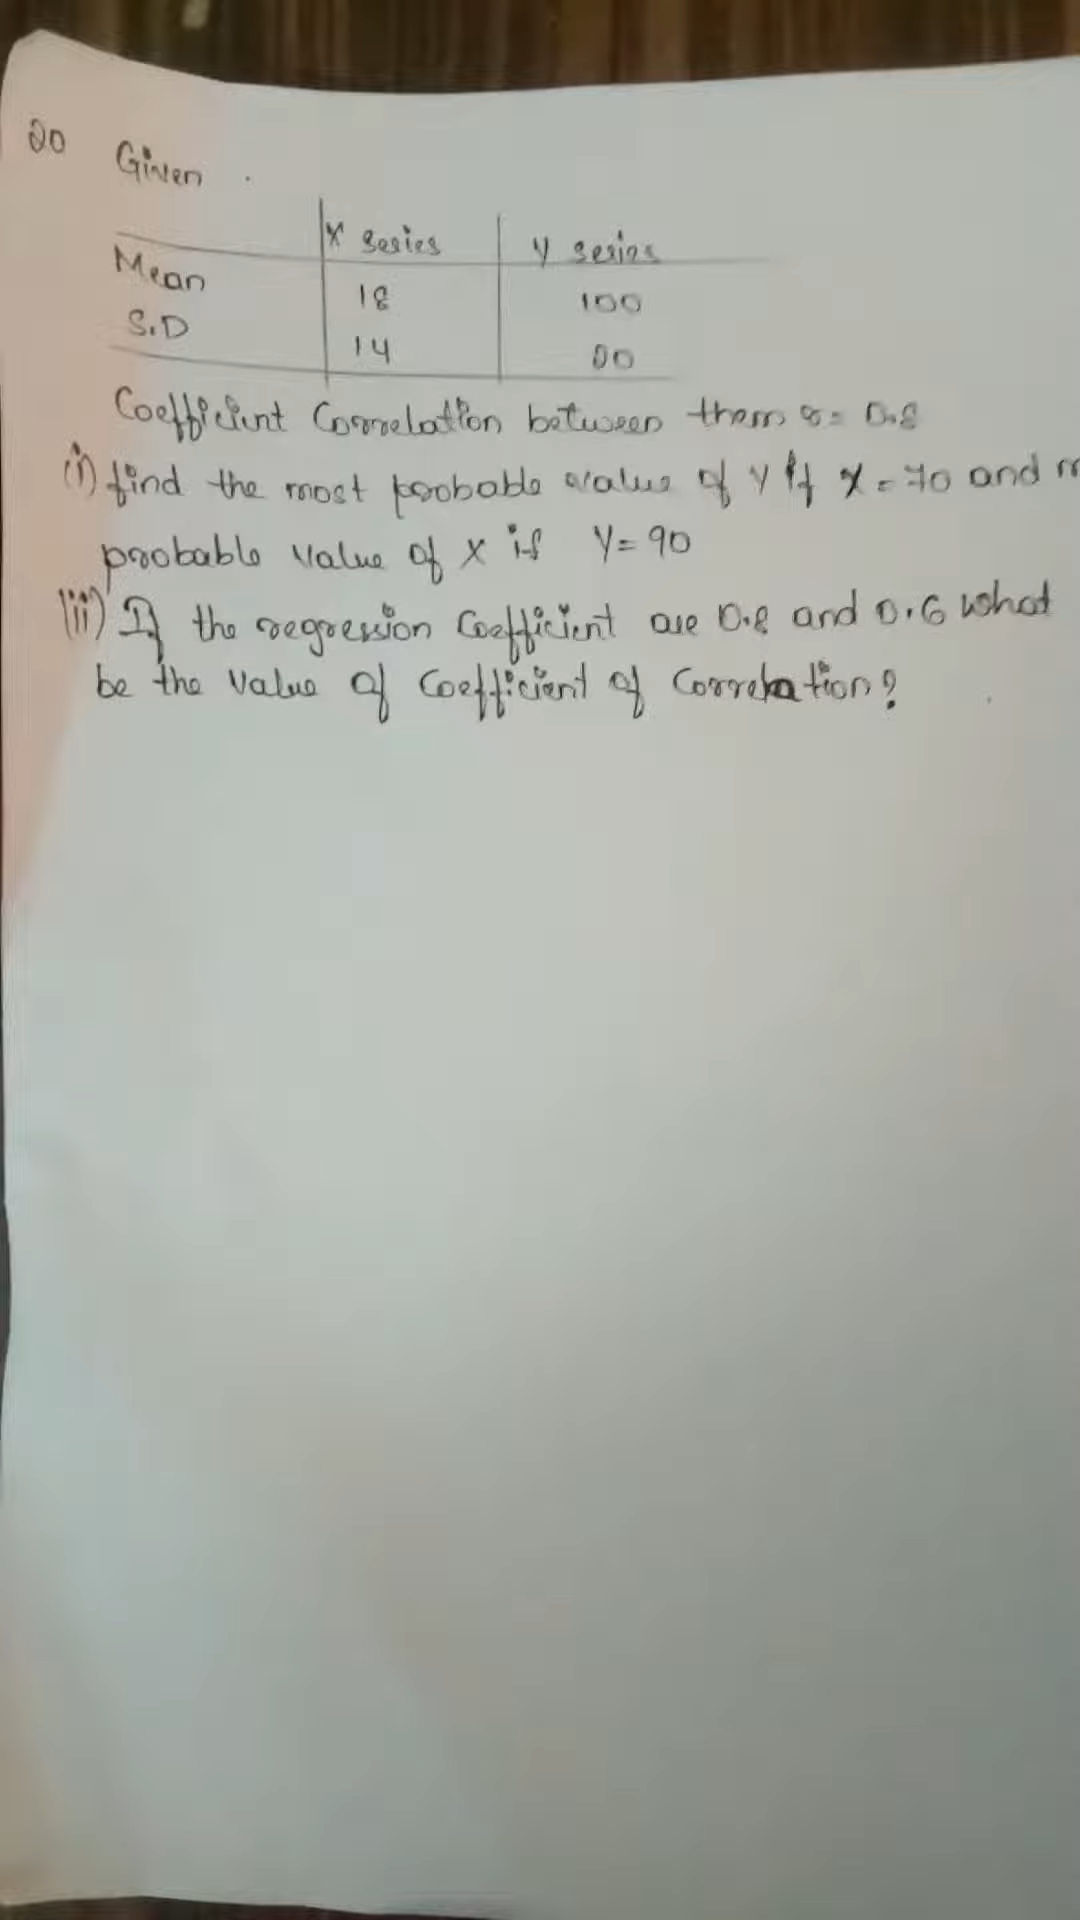 20 Given
X series Y series
Mean 18 100
S.D 14 20
Coefficient Correlation between them r = 0.8
(i) find the most probable value of Y if X = 70 and m
probable value of X if Y = 90
(ii) If the regression Coefficient are 0.8 and 0.6 what
be the value of Coefficient of Correlation?